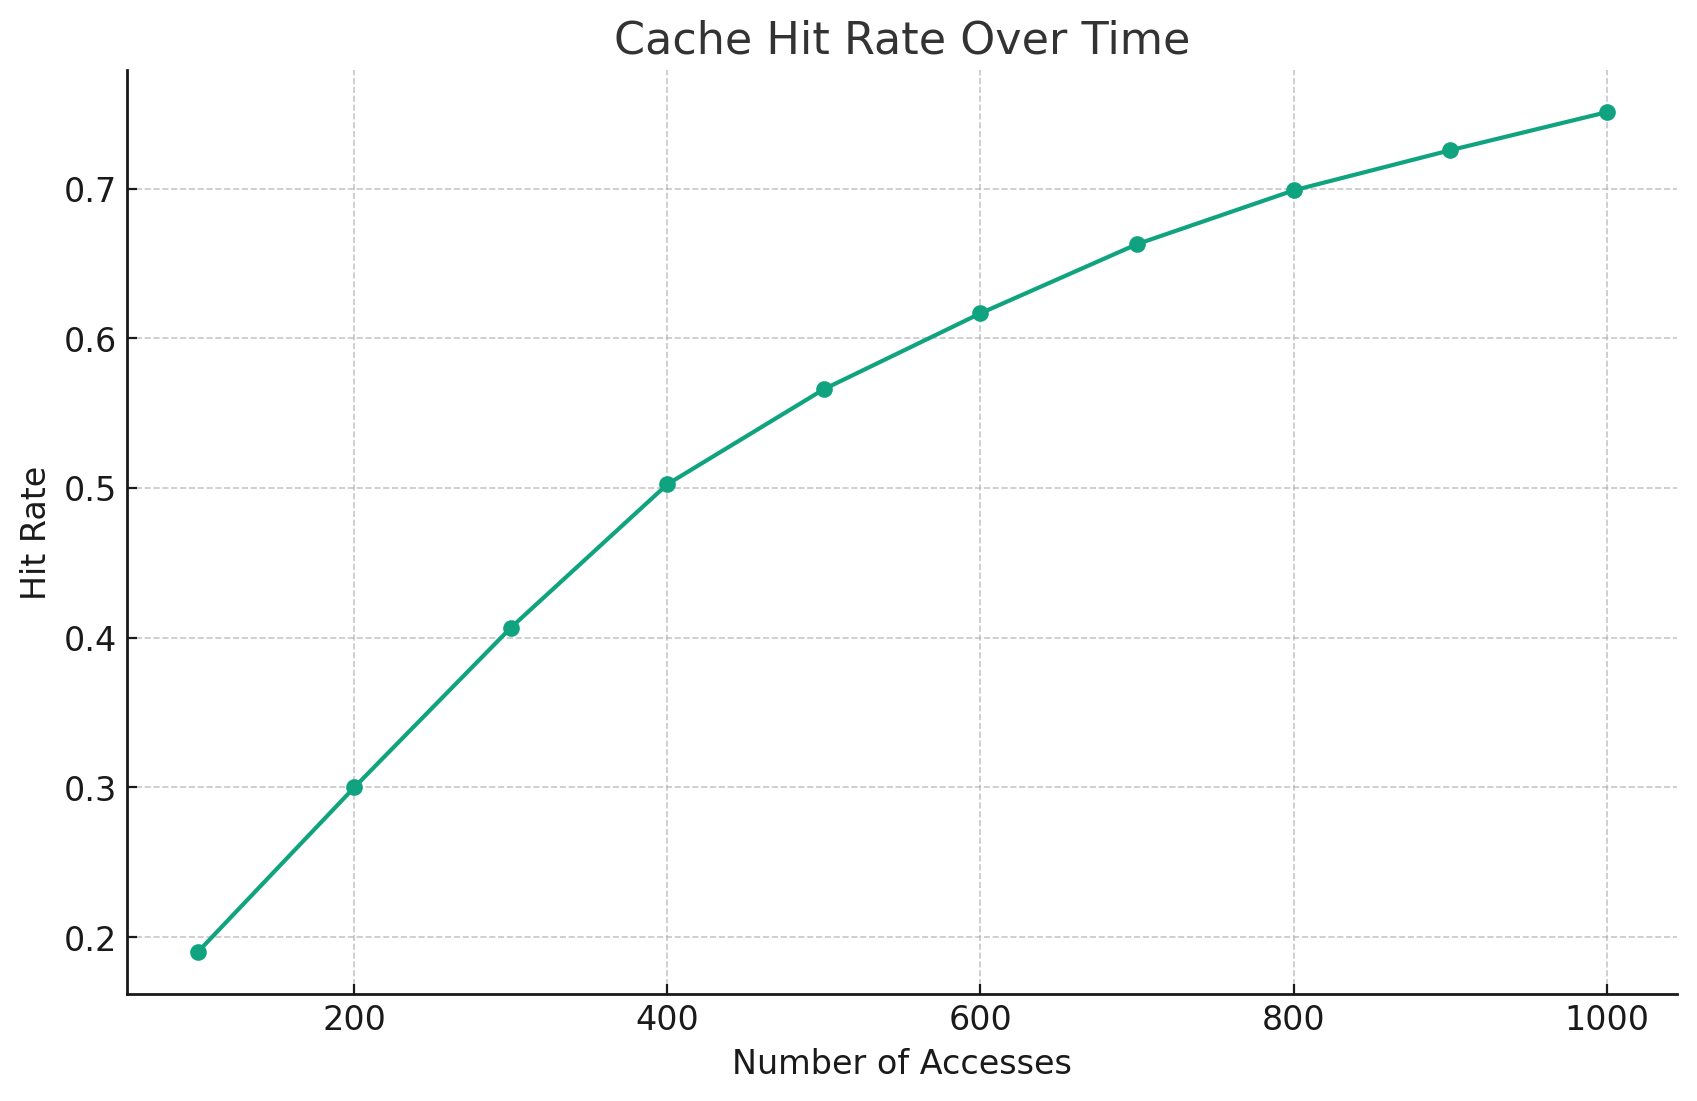 Cache Hit Rate Over Time
0.7
0.6
0.5
0.4
0.3
0.2
Hit Rate
200 400 600 800 1000
Number of Accesses